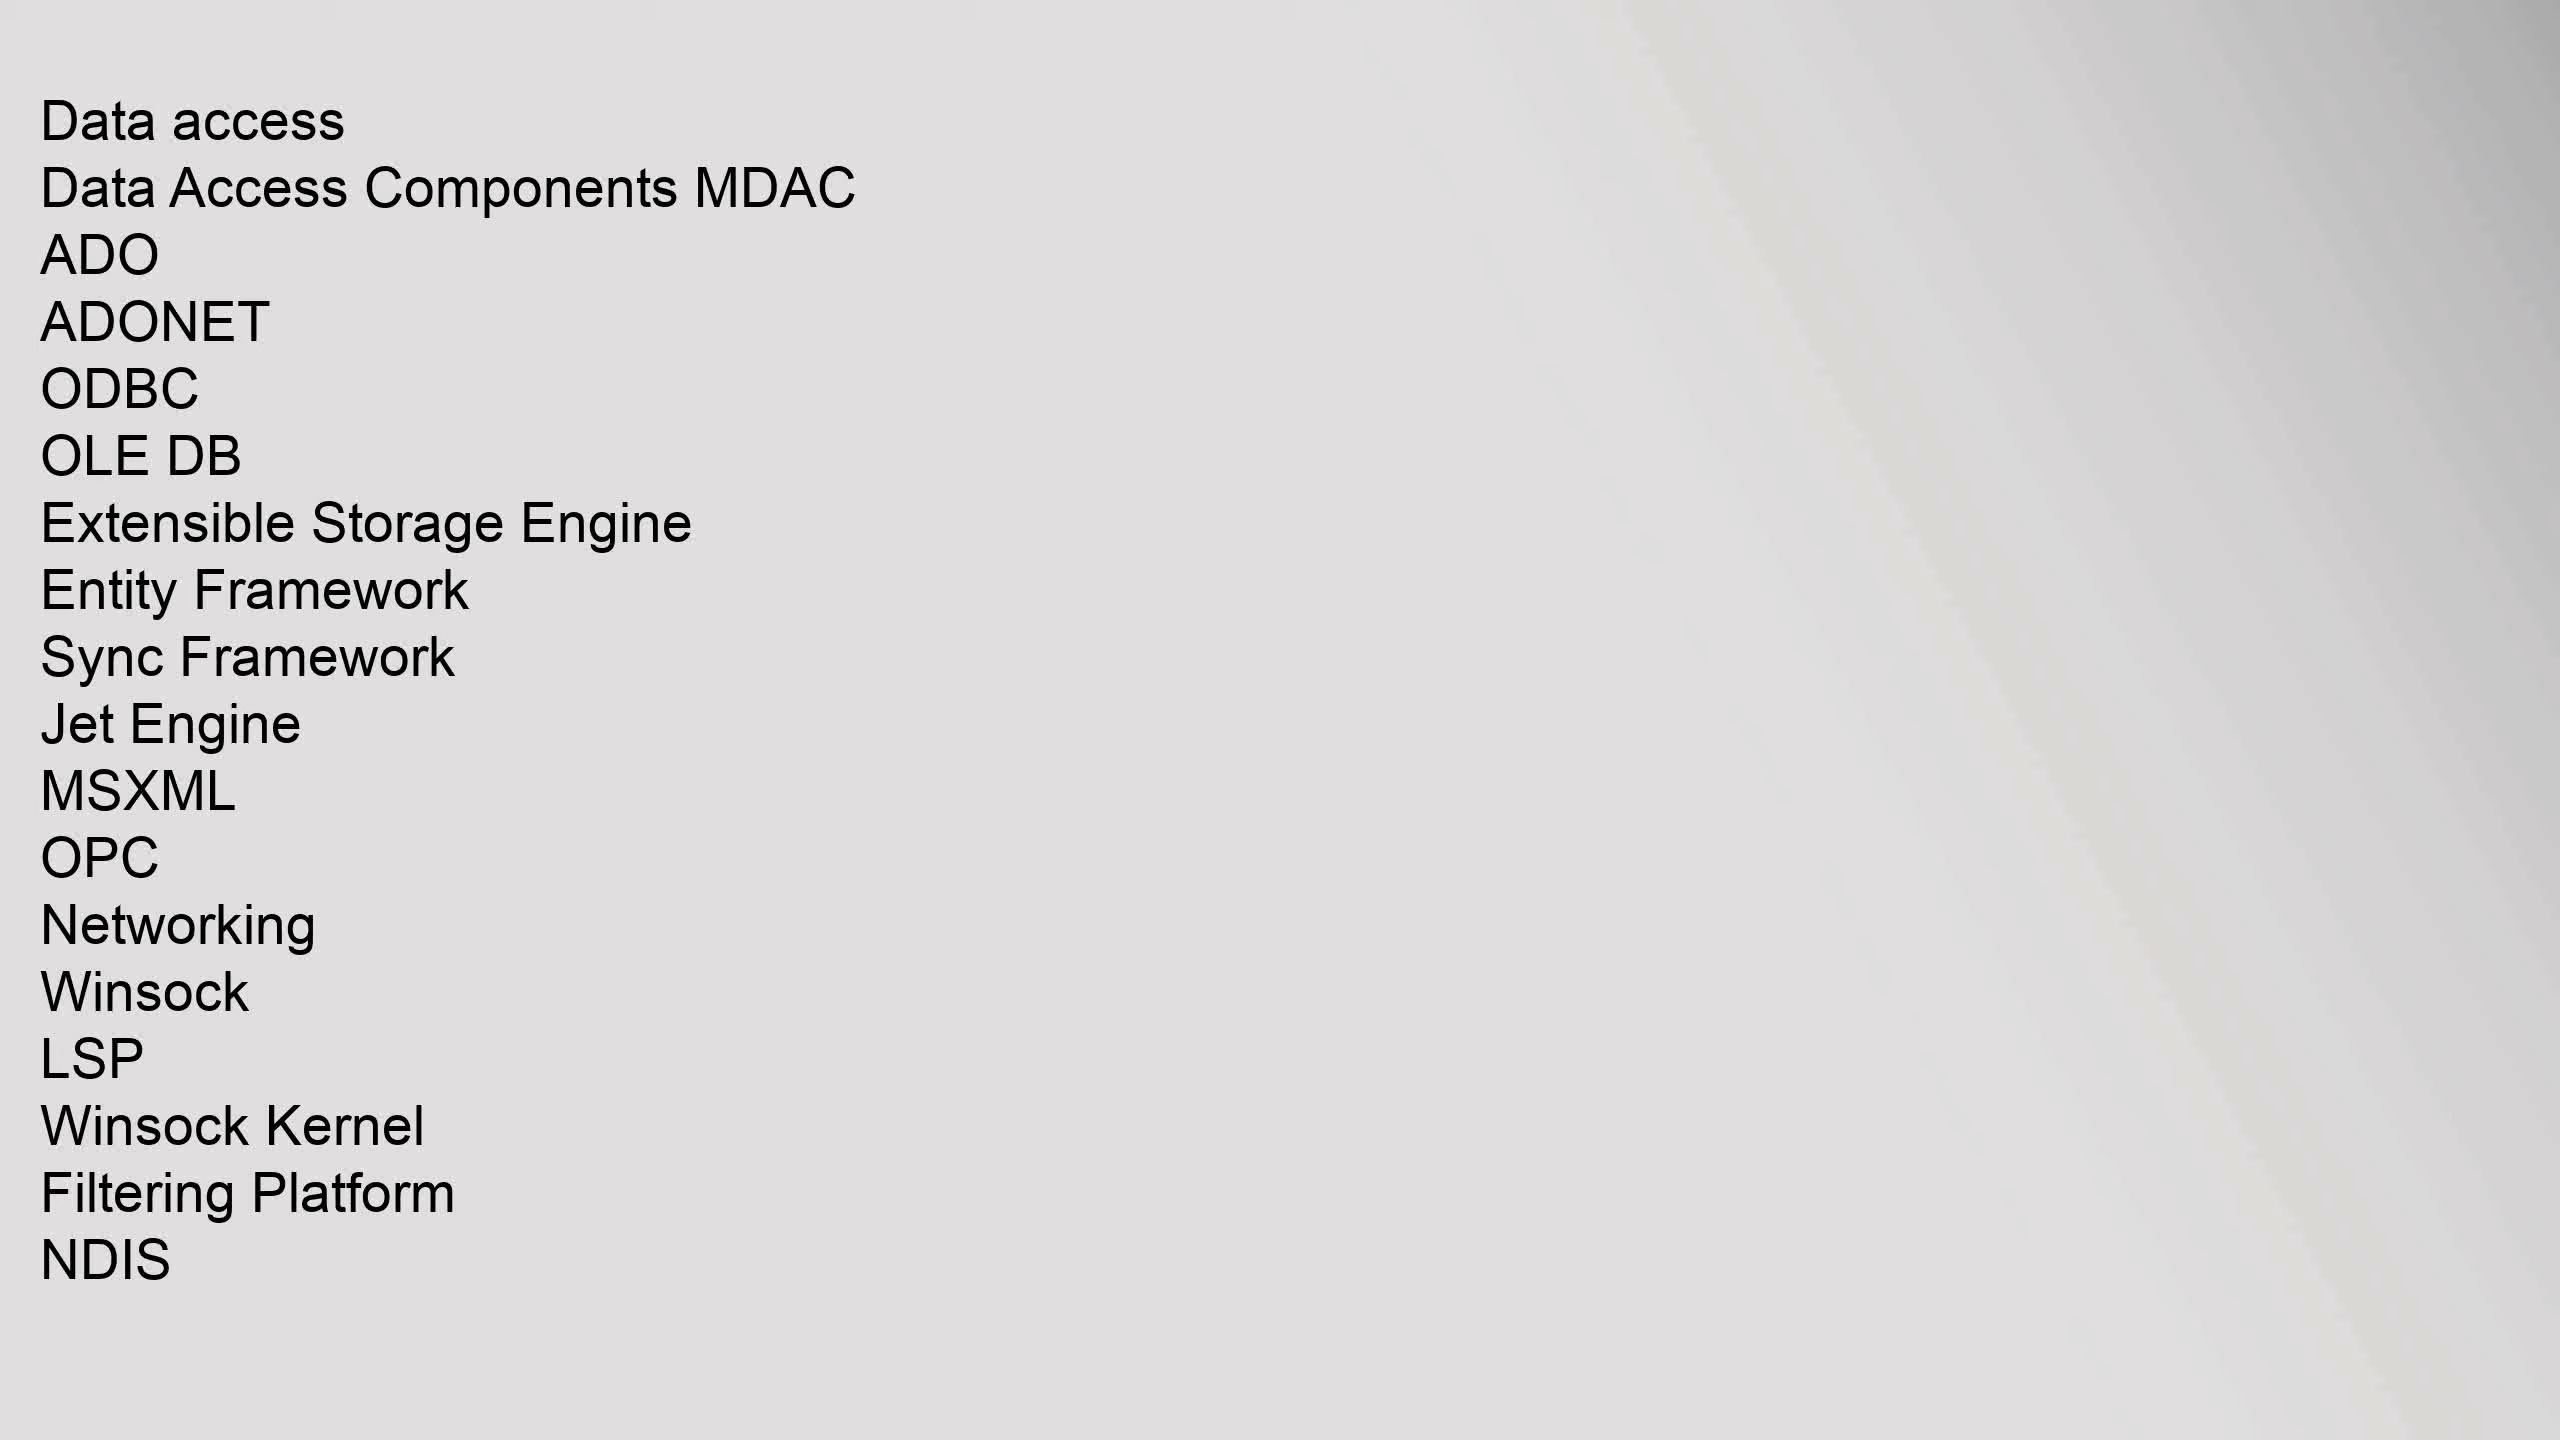 Data access
Data Access Components MDAC
ADO
ADONET
ODBC
OLE DB
Extensible Storage Engine
Entity Framework
Sync Framework
Jet Engine
MSXML
OPC
Networking
Winsock
LSP
Winsock Kernel
Filtering Platform
NDIS